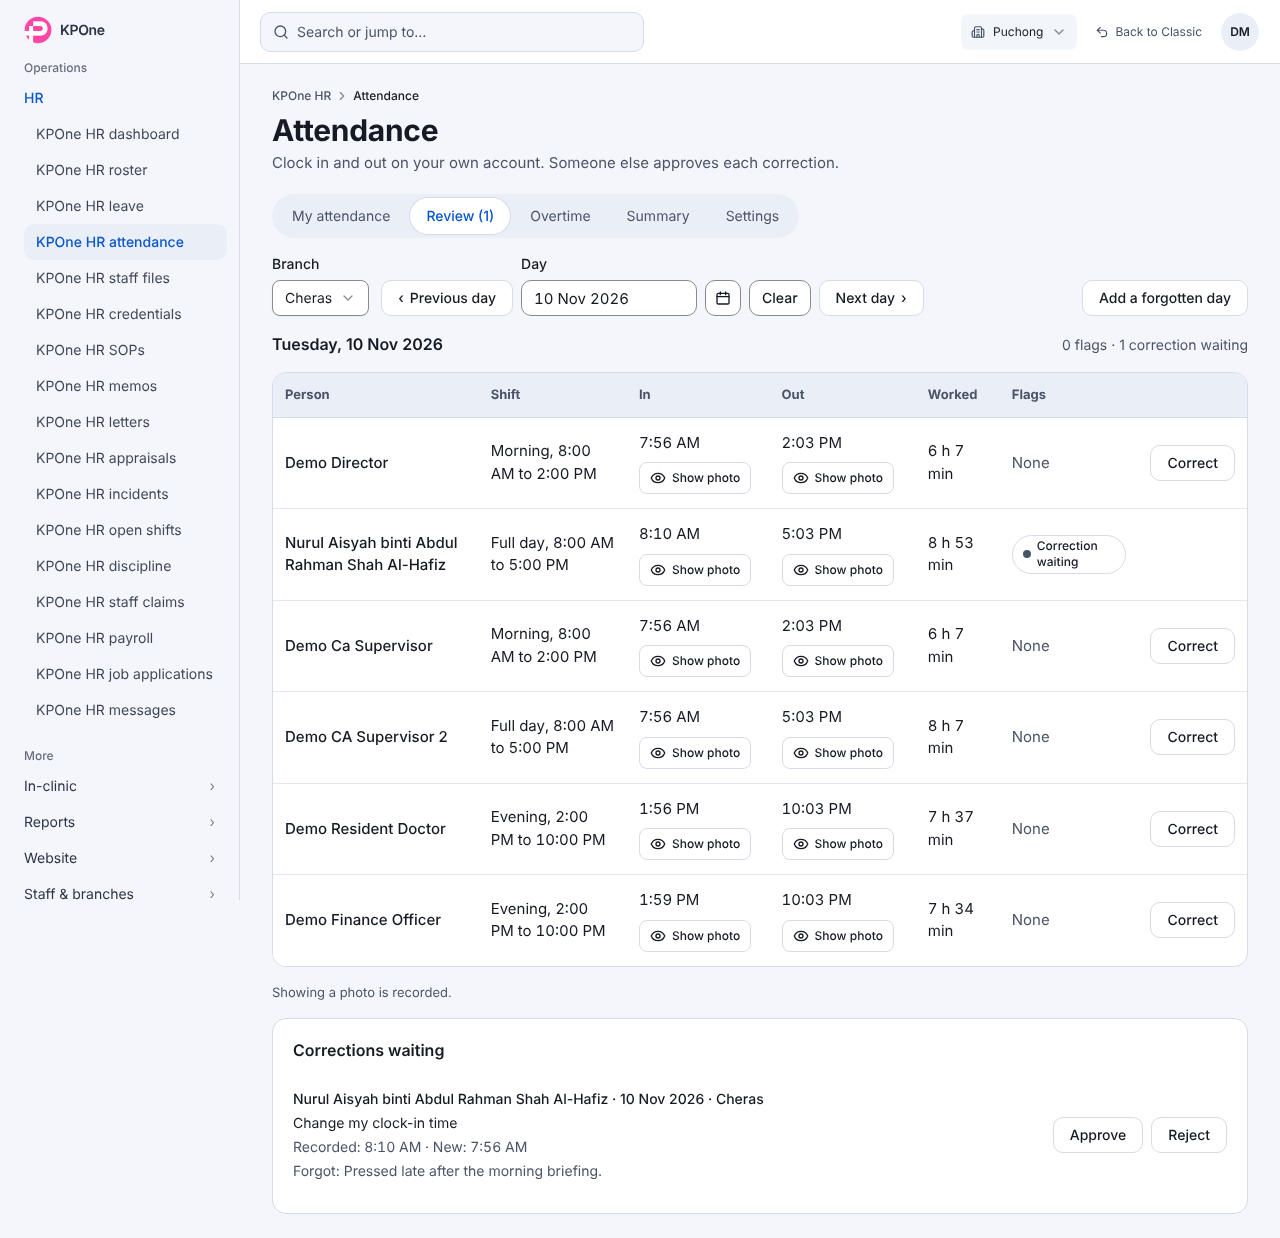 KPOne
Search or jump to...
Puchong
Back to Classic
DM
Operations
HR
KPOne HR dashboard
KPOne HR roster
KPOne HR leave
KPOne HR attendance
KPOne HR staff files
KPOne HR credentials
KPOne HR SOPs
KPOne HR memos
KPOne HR letters
KPOne HR appraisals
KPOne HR incidents
KPOne HR open shifts
KPOne HR discipline
KPOne HR staff claims
KPOne HR payroll
KPOne HR job applications
KPOne HR messages
More
In-clinic ›
Reports ›
Website ›
Staff & branches ›
KPOne HR › Attendance
Attendance
Clock in and out on your own account. Someone else approves each correction.
My attendance
Review (1)
Overtime
Summary
Settings
Branch
Day
Cheras
‹ Previous day
10 Nov 2026
Clear
Next day ›
Add a forgotten day
Tuesday, 10 Nov 2026
0 flags · 1 correction waiting
Person Shift In Out Worked Flags
Demo Director
Morning, 8:00
AM to 2:00 PM
7:56 AM
Show photo
2:03 PM
Show photo
6 h 7
min
None
Correct
Nurul Aisyah binti Abdul
Rahman Shah Al-Hafiz
Full day, 8:00 AM
to 5:00 PM
8:10 AM
Show photo
5:03 PM
Show photo
8 h 53
min
Correction
waiting
Demo Ca Supervisor
Morning, 8:00
AM to 2:00 PM
7:56 AM
Show photo
2:03 PM
Show photo
6 h 7
min
None
Correct
Demo CA Supervisor 2
Full day, 8:00 AM
to 5:00 PM
7:56 AM
Show photo
5:03 PM
Show photo
8 h 7
min
None
Correct
Demo Resident Doctor
Evening, 2:00
PM to 10:00 PM
1:56 PM
Show photo
10:03 PM
Show photo
7 h 37
min
None
Correct
Demo Finance Officer
Evening, 2:00
PM to 10:00 PM
1:59 PM
Show photo
10:03 PM
Show photo
7 h 34
min
None
Correct
Showing a photo is recorded.
Corrections waiting
Nurul Aisyah binti Abdul Rahman Shah Al-Hafiz · 10 Nov 2026 · Cheras
Change my clock-in time
Recorded: 8:10 AM · New: 7:56 AM
Forgot: Pressed late after the morning briefing.
Approve
Reject